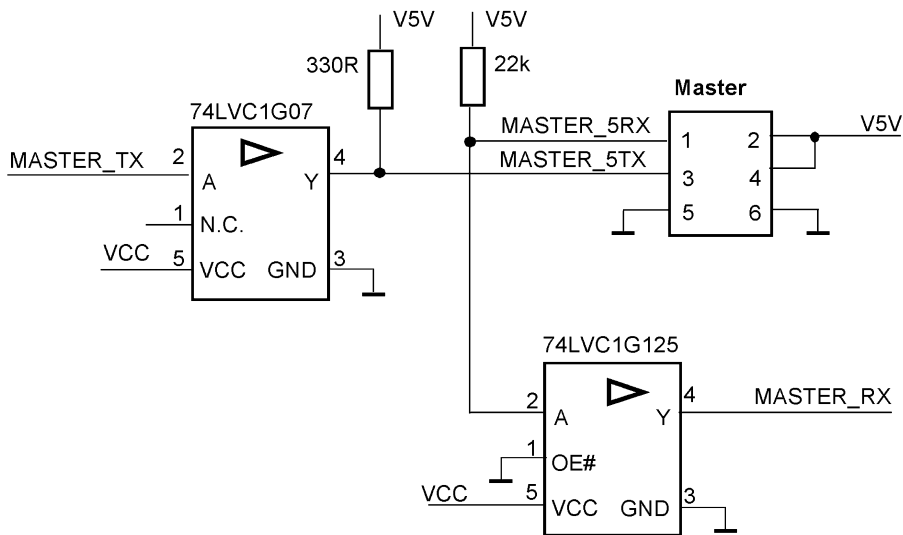 V5V
V5V
330R
22k
Master
74LVC1G07
MASTER_5RX
1
2
V5V
MASTER_TX
2
4
MASTER_5TX
A
Y
3
4
1
N.C.
5
6
VCC
5
VCC
GND
3
74LVC1G125
2
4
MASTER_RX
A
Y
1
OE#
VCC
5
VCC
GND
3